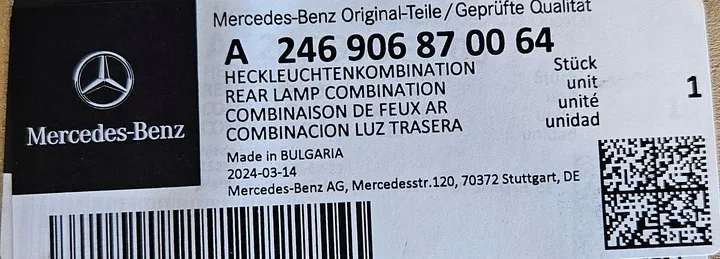 Mercedes-Benz Original-Teile/Geprüfte Qualität
A 246 906 87 00 64
HECKLEUCHTENKOMBINATION Stück
REAR LAMP COMBINATION unit
COMBINAISON DE FEUX AR unité
COMBINACION LUZ TRASERA unidad
1
Mercedes-Benz
Made in BULGARIA
2024-03-14
Mercedes-Benz AG, Mercedesstr.120, 70372 Stuttgart, DE